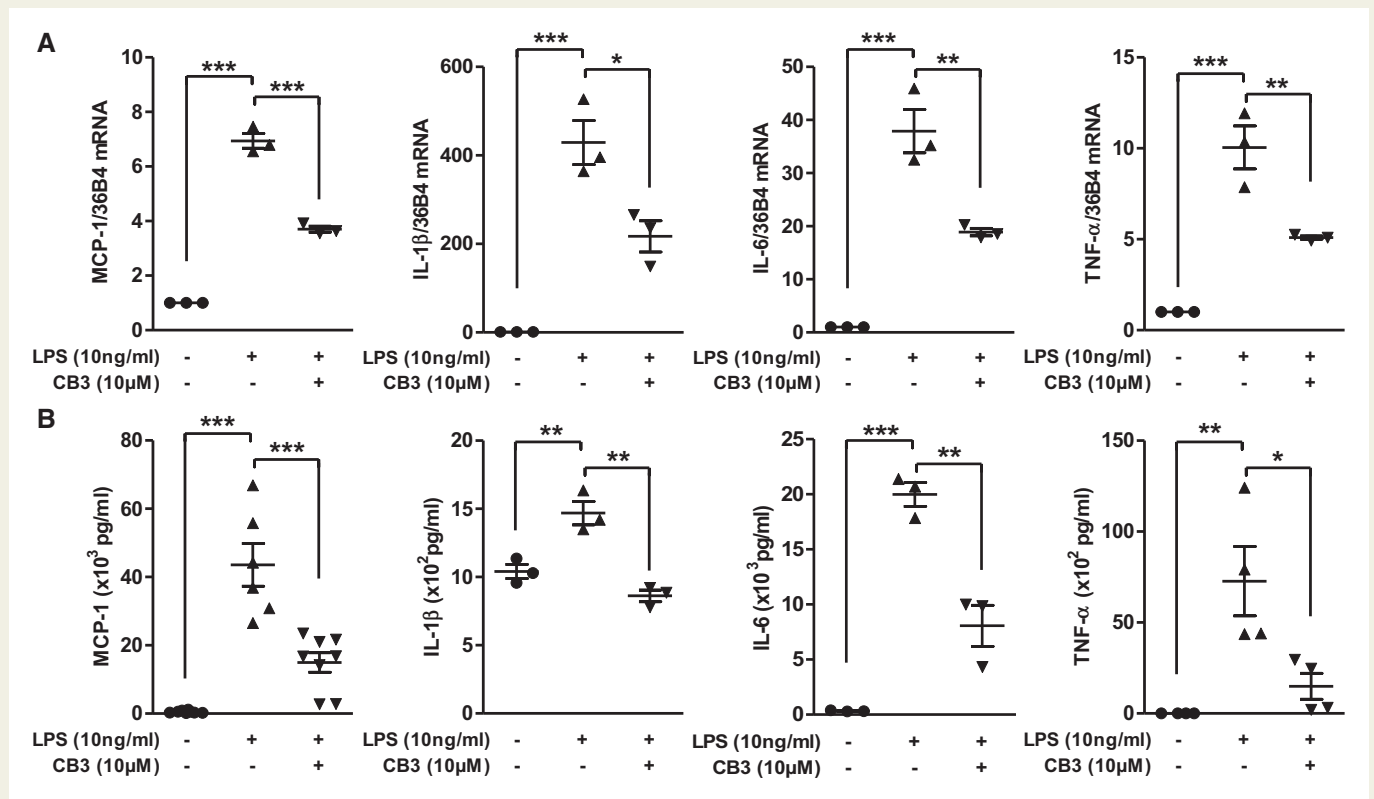 A
*** *** *** * *** ** *** **
10 8 6 4 2 0
MCP-1/36B4 mRNA
600 400 200 0
IL-1β/36B4 mRNA
50 40 30 20 10 0
IL-6/36B4 mRNA
15 10 5 0
TNF-α/36B4 mRNA
LPS (10ng/ml) - + + LPS (10ng/ml) - + + LPS (10ng/ml) - + + LPS (10ng/ml) - + +
CB3 (10µM) - - + CB3 (10µM) - - + CB3 (10µM) - - + CB3 (10µM) - - +
B
*** *** ** ** *** ** ** *
80 60 40 20 0
MCP-1 (x10³ pg/ml)
20 15 10 5 0
IL-1β (x10²pg/ml)
25 20 15 10 5 0
IL-6 (x10³pg/ml)
150 100 50 0
TNF-α (x10² pg/ml)
LPS (10ng/ml) - + + LPS (10ng/ml) - + + LPS (10ng/ml) - + + LPS (10ng/ml) - + +
CB3 (10µM) - - + CB3 (10µM) - - + CB3 (10µM) - - + CB3 (10µM) - - +